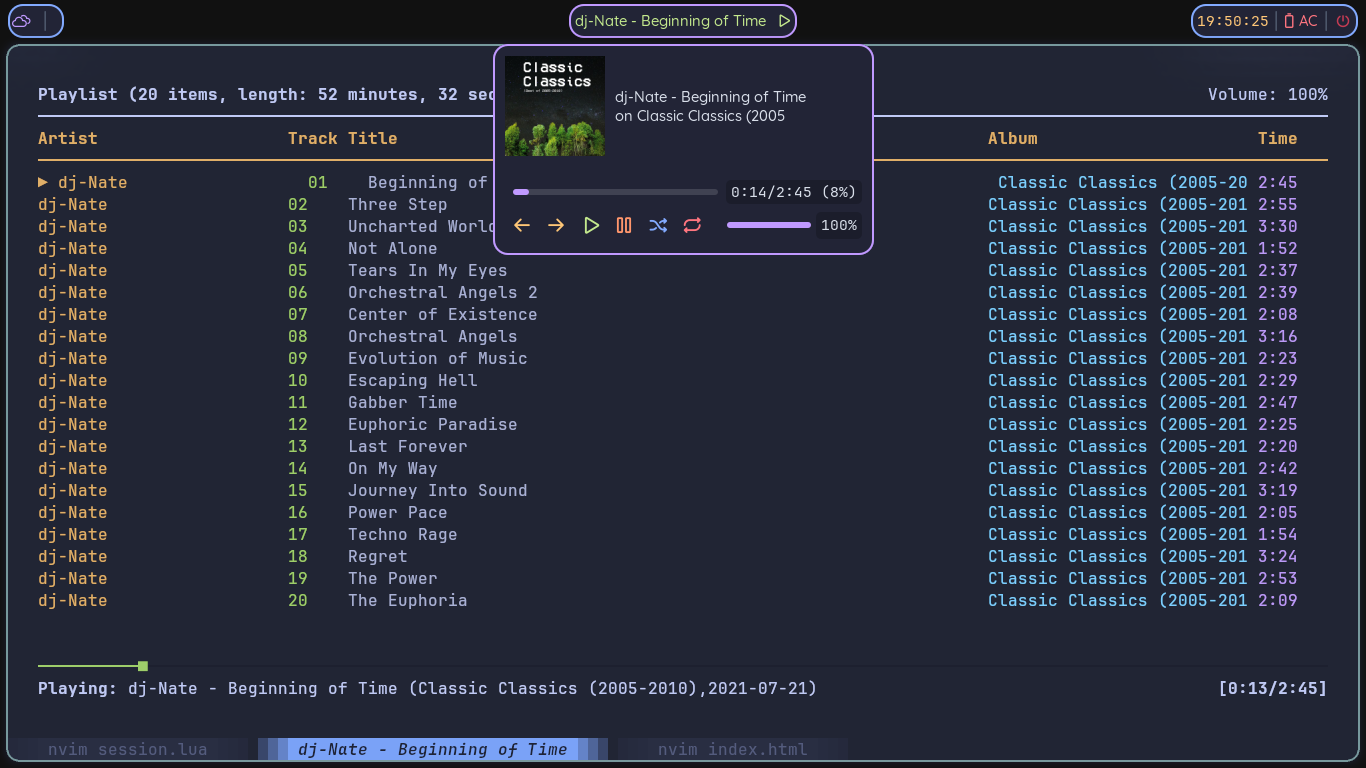 dj-Nate - Beginning of Time
19:50:25 AC
Classic
Classics
dj-Nate - Beginning of Time
on Classic Classics (2005
0:14/2:45 (8%)
100%
Playlist (20 items, length: 52 minutes, 32 sec Volume: 100%
Artist Track Title Album Time
▶ dj-Nate 01 Beginning of Classic Classics (2005-20 2:45
dj-Nate 02 Three Step Classic Classics (2005-201 2:55
dj-Nate 03 Uncharted World Classic Classics (2005-201 3:30
dj-Nate 04 Not Alone Classic Classics (2005-201 1:52
dj-Nate 05 Tears In My Eyes Classic Classics (2005-201 2:37
dj-Nate 06 Orchestral Angels 2 Classic Classics (2005-201 2:39
dj-Nate 07 Center of Existence Classic Classics (2005-201 2:08
dj-Nate 08 Orchestral Angels Classic Classics (2005-201 3:16
dj-Nate 09 Evolution of Music Classic Classics (2005-201 2:23
dj-Nate 10 Escaping Hell Classic Classics (2005-201 2:29
dj-Nate 11 Gabber Time Classic Classics (2005-201 2:47
dj-Nate 12 Euphoric Paradise Classic Classics (2005-201 2:25
dj-Nate 13 Last Forever Classic Classics (2005-201 2:20
dj-Nate 14 On My Way Classic Classics (2005-201 2:42
dj-Nate 15 Journey Into Sound Classic Classics (2005-201 3:19
dj-Nate 16 Power Pace Classic Classics (2005-201 2:05
dj-Nate 17 Techno Rage Classic Classics (2005-201 1:54
dj-Nate 18 Regret Classic Classics (2005-201 3:24
dj-Nate 19 The Power Classic Classics (2005-201 2:53
dj-Nate 20 The Euphoria Classic Classics (2005-201 2:09
Playing: dj-Nate - Beginning of Time (Classic Classics (2005-2010),2021-07-21) [0:13/2:45]
nvim session.lua dj-Nate - Beginning of Time nvim index.html